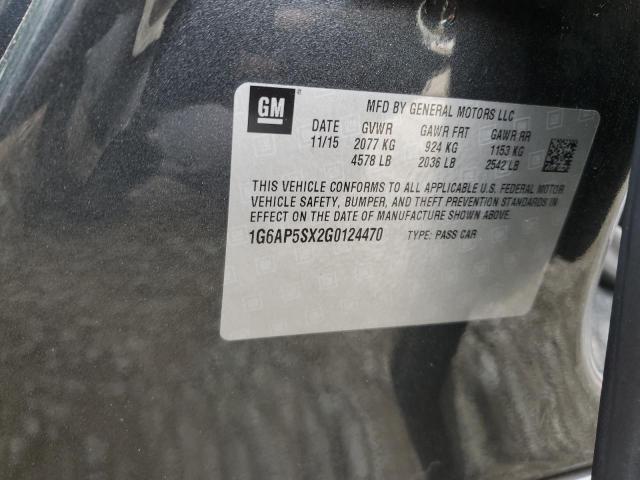 GM
MFD BY GENERAL MOTORS LLC
DATE GVWR GAWR FRT GAWR RR
11/15 2077 KG 924 KG 1153 KG
4578 LB 2036 LB 2542 LB
THIS VEHICLE CONFORMS TO ALL APPLICABLE U.S. FEDERAL MOTOR
VEHICLE SAFETY, BUMPER, AND THEFT PREVENTION STANDARDS IN
EFFECT ON THE DATE OF MANUFACTURE SHOWN ABOVE.
1G6AP5SX2G0124470 TYPE: PASS CAR